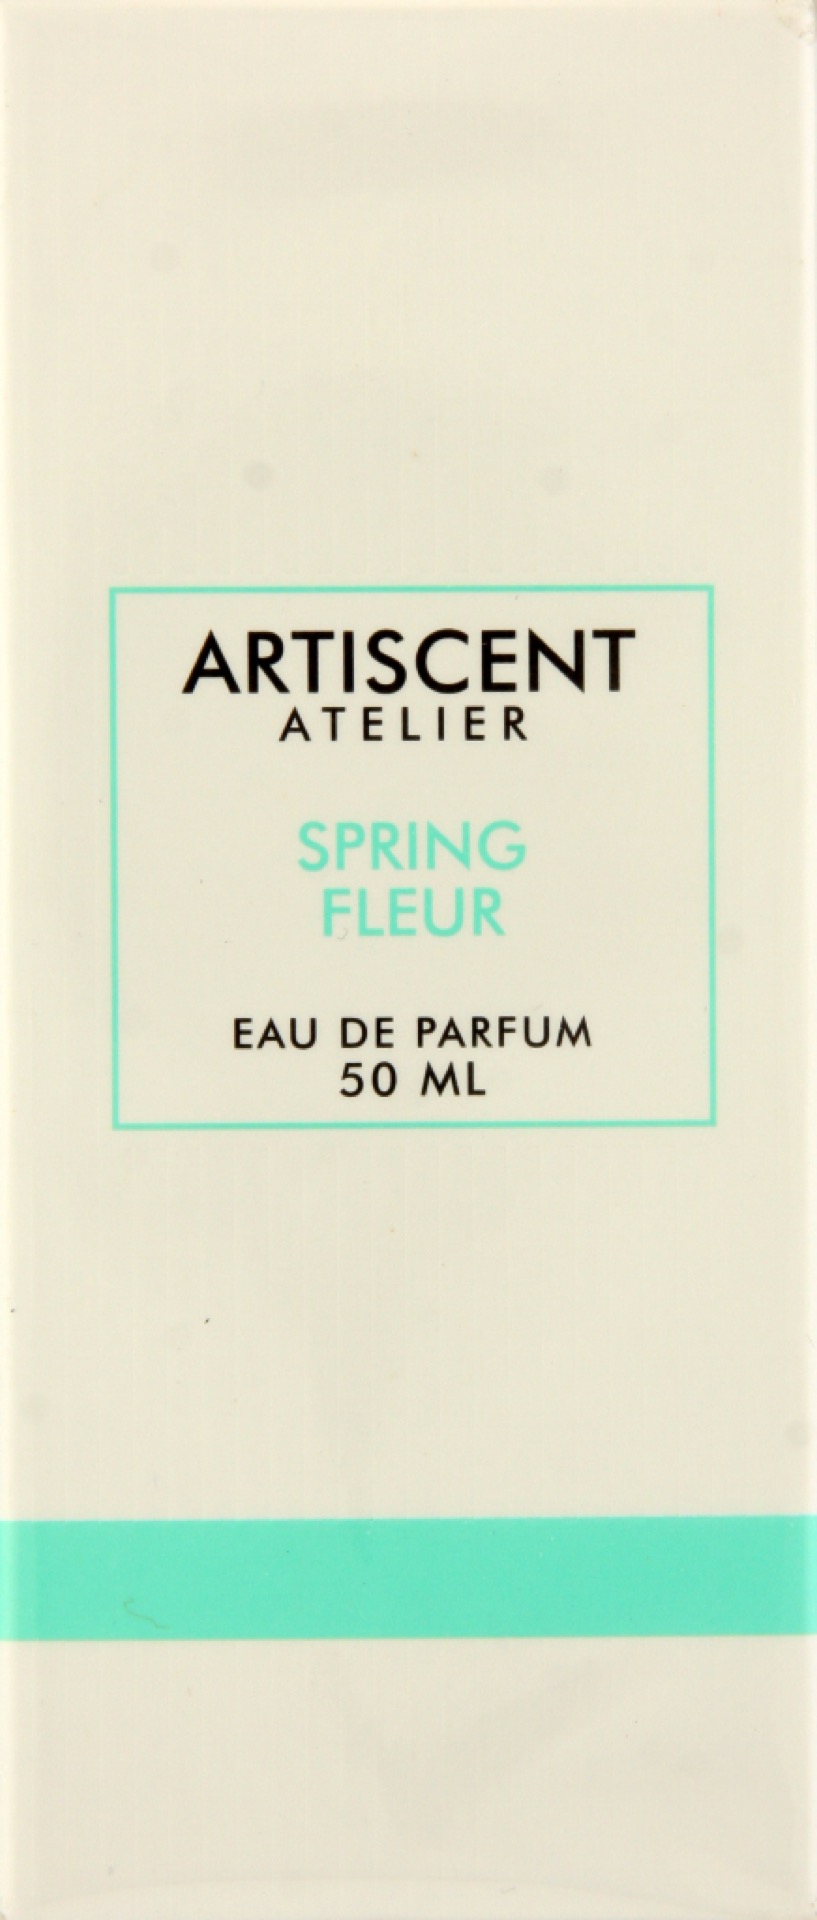 ARTISCENT
ATELIER
SPRING
FLEUR
EAU DE PARFUM
50 ML